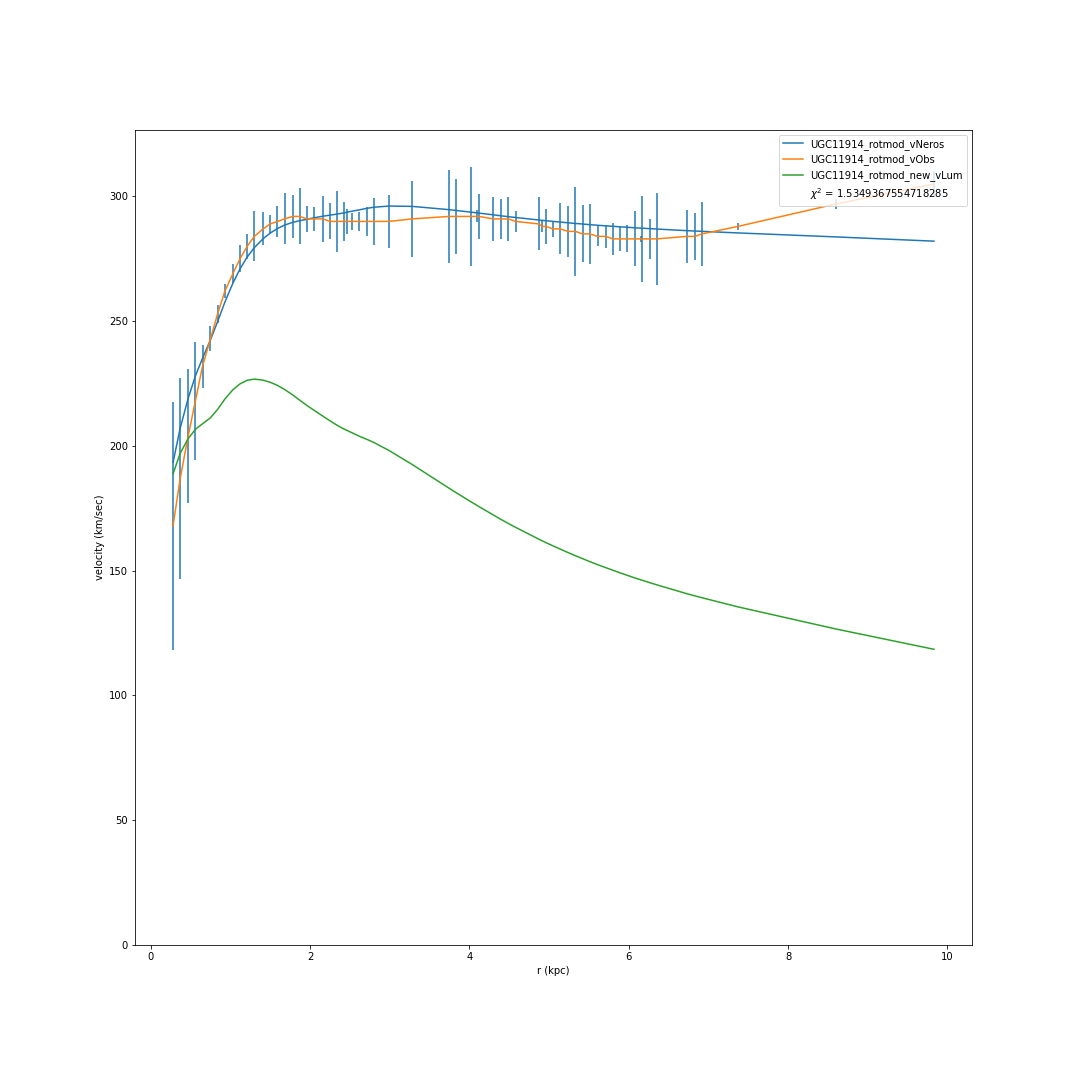 UGC11914_rotmod_vNeros
UGC11914_rotmod_vObs
UGC11914_rotmod_new_vLum
χ² = 1.5349367554718285
300
250
200
150
100
50
0
velocity (km/sec)
0 2 4 6 8 10
r (kpc)